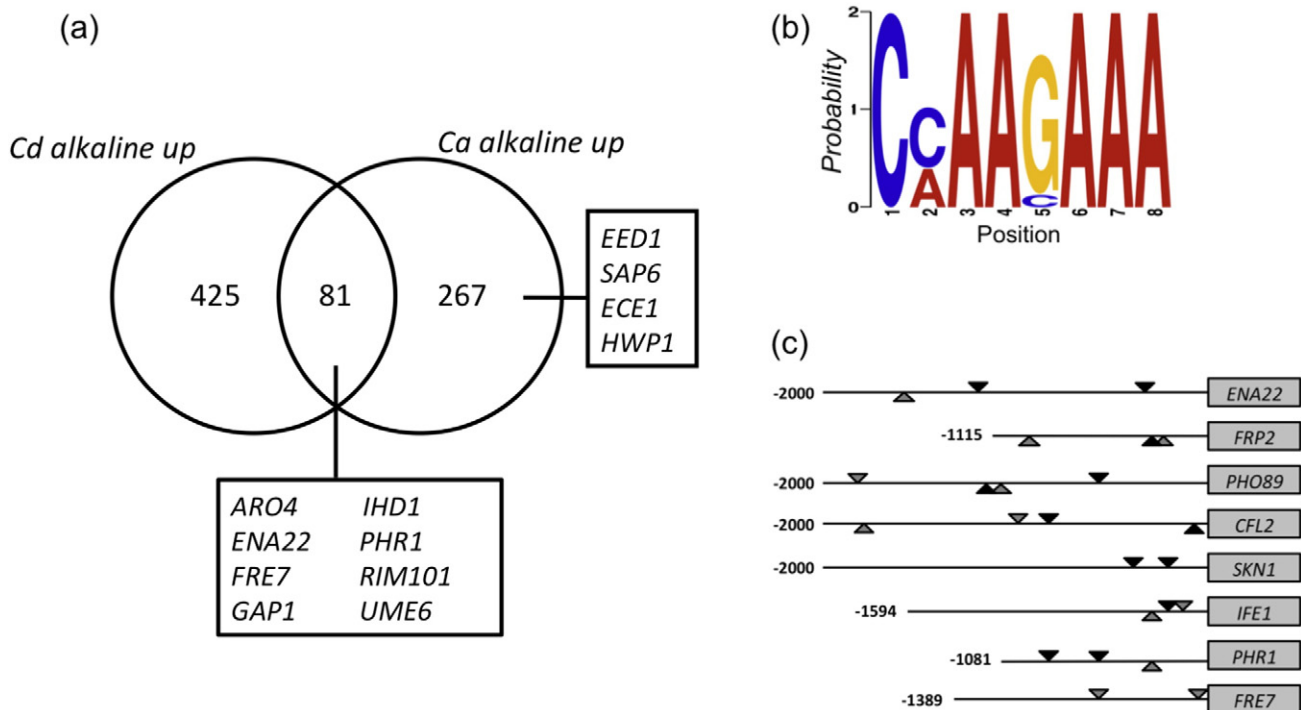 (a)
Cd alkaline up
Ca alkaline up
425
81
267
EED1
SAP6
ECE1
HWP1
ARO4 IHD1
ENA22 PHR1
FRE7 RIM101
GAP1 UME6
(b)
Probability
2
1
0
C C A A A G C A A A A
1 2 3 4 5 6 7 8
Position
(c)
-2000 ENA22
-1115 FRP2
-2000 PHO89
-2000 CFL2
-2000 SKN1
-1594 IFE1
-1081 PHR1
-1389 FRE7